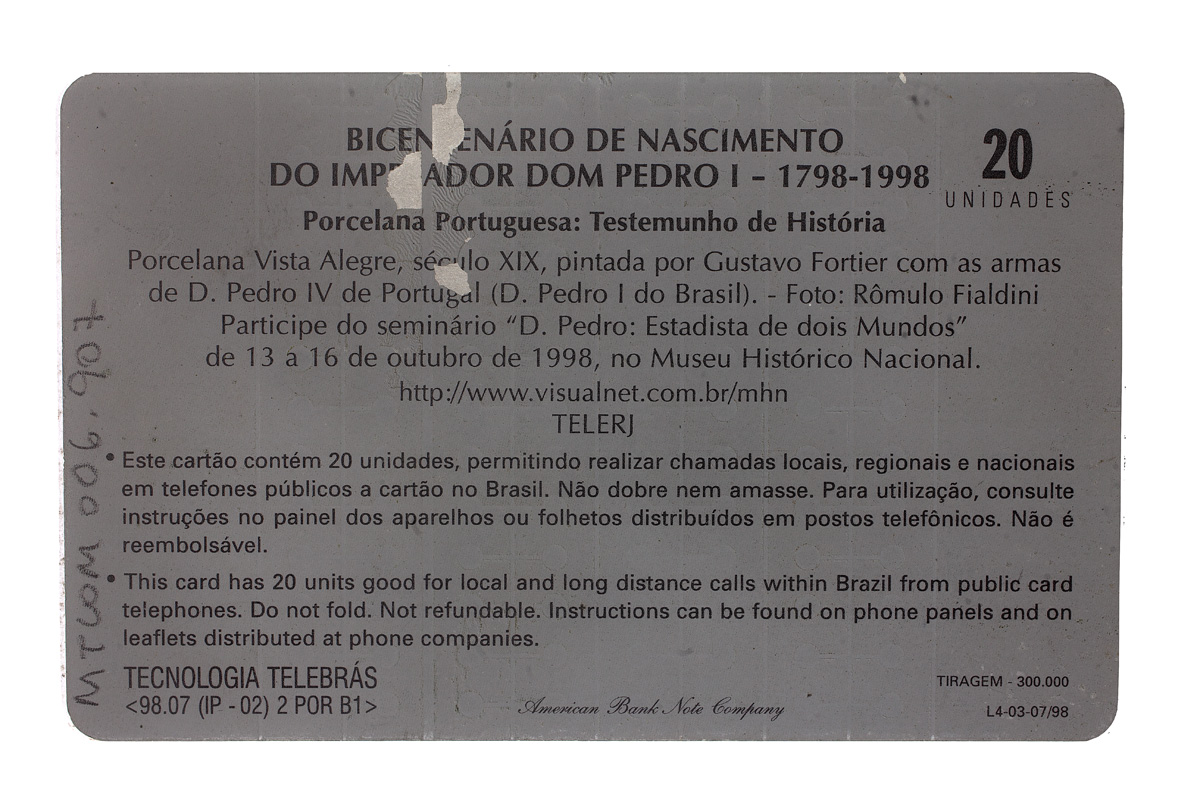 BICENTENÁRIO DE NASCIMENTO
DO IMPERADOR DOM PEDRO I – 1798-1998
20
UNIDADES
Porcelana Portuguesa: Testemunho de História
Porcelana Vista Alegre, século XIX, pintada por Gustavo Fortier com as armas
de D. Pedro IV de Portugal (D. Pedro I do Brasil). - Foto: Rômulo Fialdini
Participe do seminário “D. Pedro: Estadista de dois Mundos”
de 13 a 16 de outubro de 1998, no Museu Histórico Nacional.
http://www.visualnet.com.br/mhn
TELERJ
• Este cartão contém 20 unidades, permitindo realizar chamadas locais, regionais e nacionais
em telefones públicos a cartão no Brasil. Não dobre nem amasse. Para utilização, consulte
instruções no painel dos aparelhos ou folhetos distribuídos em postos telefônicos. Não é
reembolsável.
• This card has 20 units good for local and long distance calls within Brazil from public card
telephones. Do not fold. Not refundable. Instructions can be found on phone panels and on
leaflets distributed at phone companies.
TECNOLOGIA TELEBRÁS
<98.07 (IP - 02) 2 POR B1>
American Bank Note Company
TIRAGEM - 300.000
L4-03-07/98
MTCOM 006.907